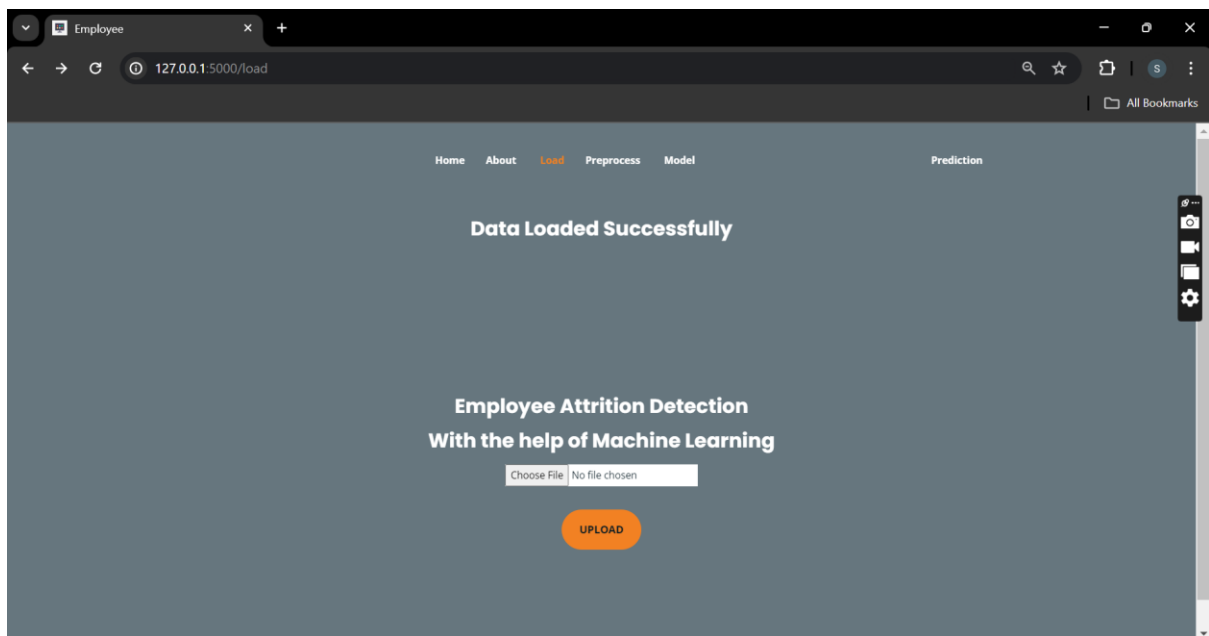 Employee
127.0.0.1:5000/load
S
All Bookmarks
Home About Load Preprocess Model Prediction
Data Loaded Successfully
Employee Attrition Detection
With the help of Machine Learning
Choose File No file chosen
UPLOAD